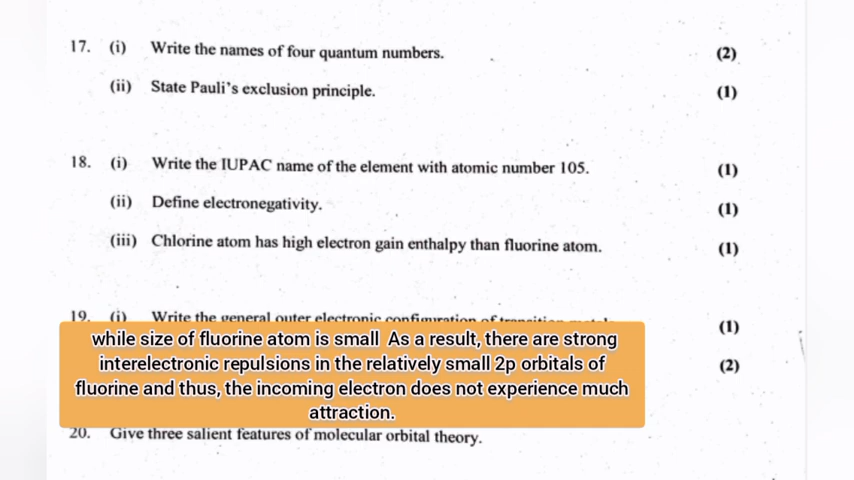 17. (i) Write the names of four quantum numbers. (2)
(ii) State Pauli's exclusion principle. (1)
18. (i) Write the IUPAC name of the element with atomic number 105. (1)
(ii) Define electronegativity. (1)
(iii) Chlorine atom has high electron gain enthalpy than fluorine atom. (1)
19. (i) Write the general outer electronic configuration of transition (1)
while size of fluorine atom is small As a result, there are strong
interelectronic repulsions in the relatively small 2p orbitals of
(2)
fluorine and thus, the incoming electron does not experience much
attraction.
20. Give three salient features of molecular orbital theory.